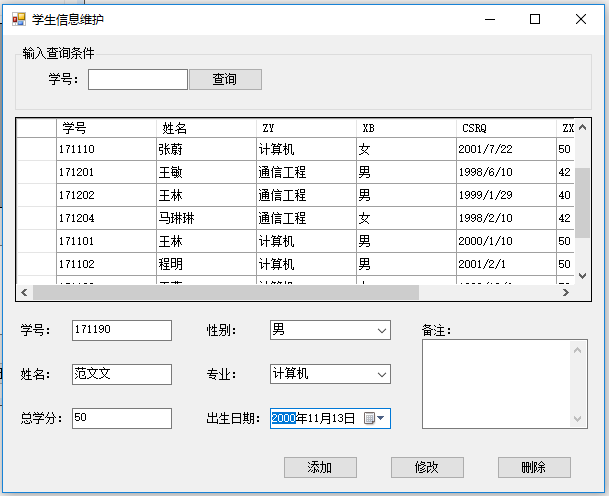 学生信息维护
输入查询条件
学号： 查询
学号 姓名 ZY XB CSRQ ZX
171110 张蔚 计算机 女 2001/7/22 50
171201 王敏 通信工程 男 1998/6/10 42
171202 王林 通信工程 男 1999/1/29 40
171204 马琳琳 通信工程 女 1998/2/10 42
171101 王林 计算机 男 2000/1/10 50
171102 程明 计算机 男 2001/2/1 50
学号： 171190 性别： 男 备注：
姓名： 范文文 专业： 计算机
总学分： 50 出生日期： 2000年11月13日
添加 修改 删除